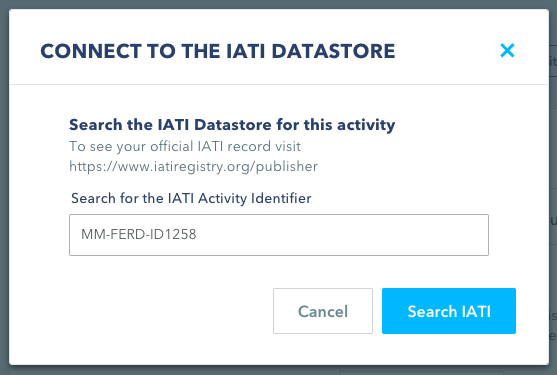 CONNECT TO THE IATI DATASTORE
Search the IATI Datastore for this activity
To see your official IATI record visit
https://www.iatiregistry.org/publisher
Search for the IATI Activity Identifier
MM-FERD-ID1258
Cancel
Search IATI